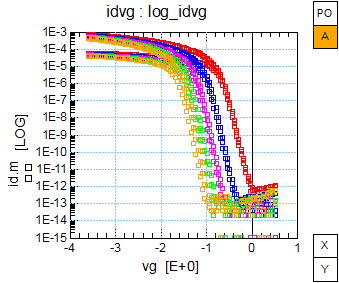 idvg : log_idvg
PO
A
1E-3
1E-4
1E-5
1E-6
1E-7
1E-8
1E-9
1E-10
1E-11
1E-12
1E-13
1E-14
1E-15
id.m [LOG]
-4 -3 -2 -1 0 1
vg [E+0]
X
Y